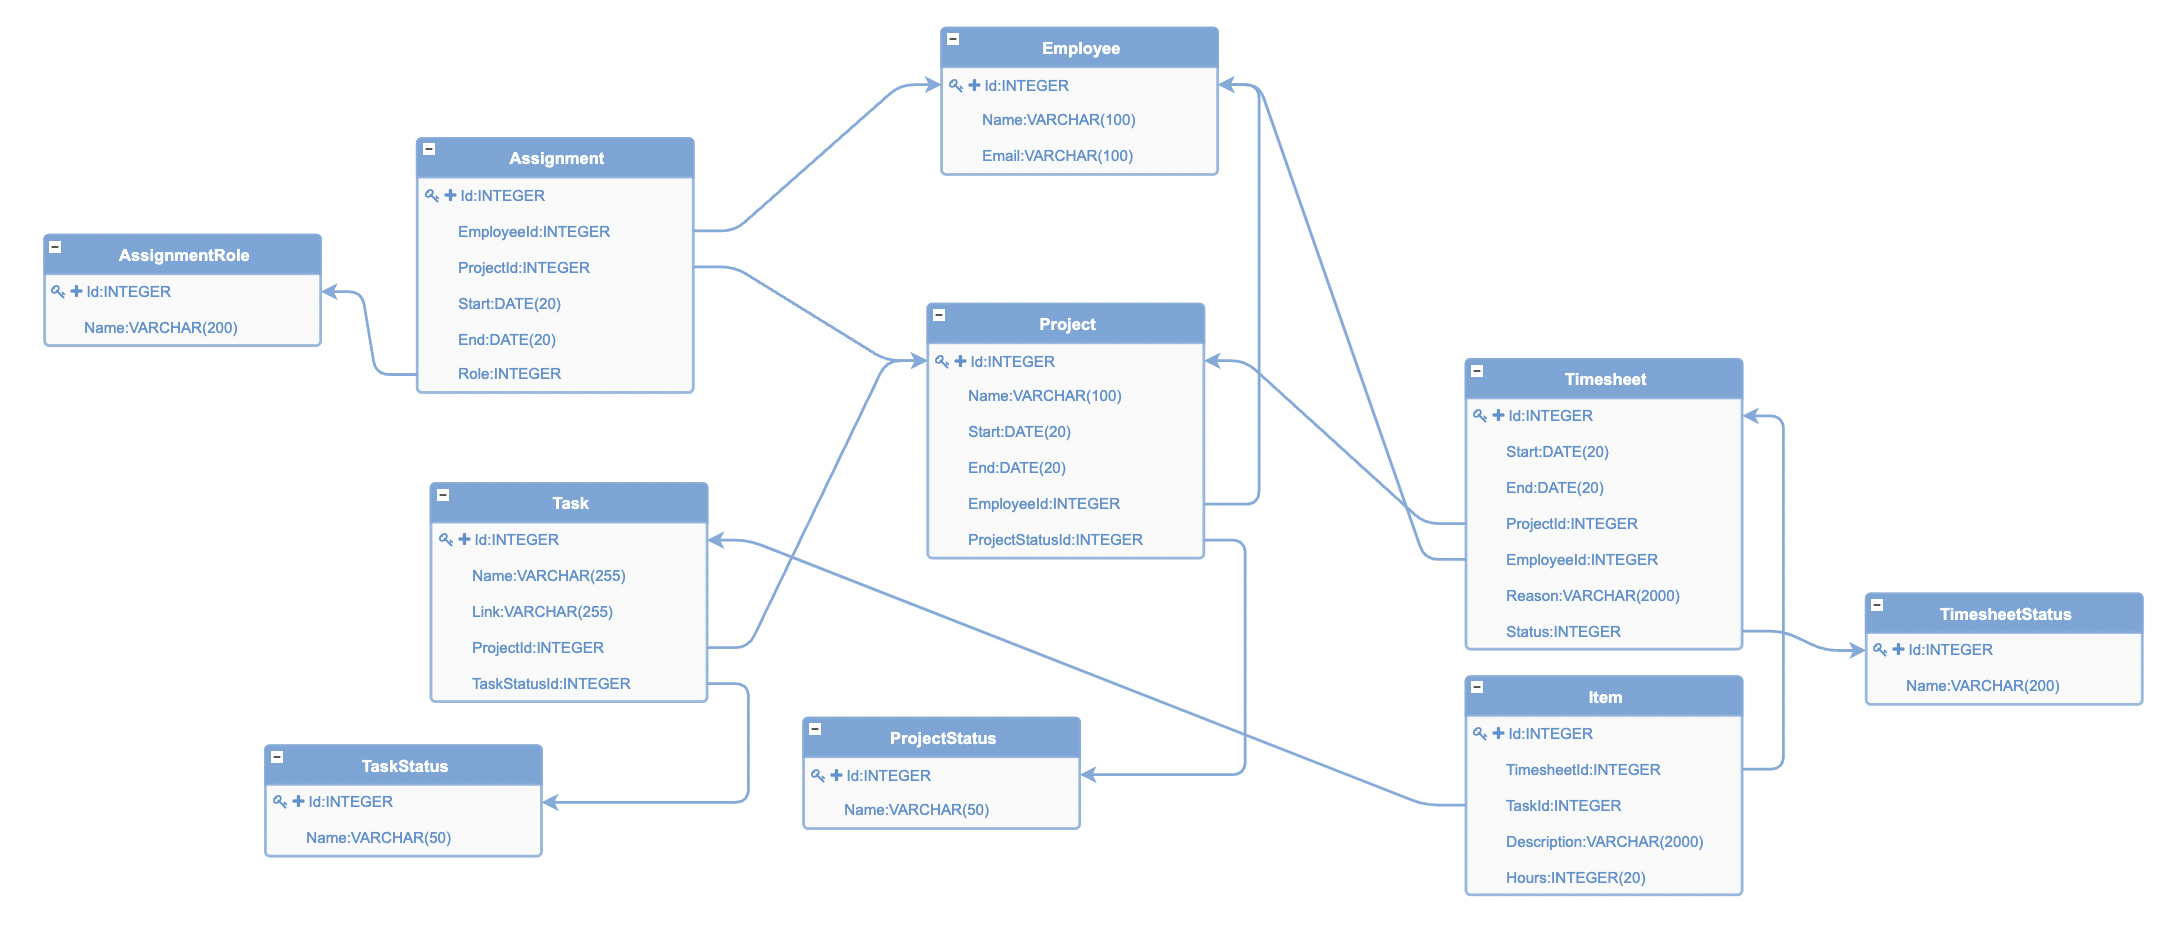 Employee
Id:INTEGER
Name:VARCHAR(100)
Email:VARCHAR(100)
Assignment
Id:INTEGER
EmployeeId:INTEGER
ProjectId:INTEGER
Start:DATE(20)
End:DATE(20)
Role:INTEGER
AssignmentRole
Id:INTEGER
Name:VARCHAR(200)
Project
Id:INTEGER
Name:VARCHAR(100)
Start:DATE(20)
End:DATE(20)
EmployeeId:INTEGER
ProjectStatusId:INTEGER
Timesheet
Id:INTEGER
Start:DATE(20)
End:DATE(20)
ProjectId:INTEGER
EmployeeId:INTEGER
Reason:VARCHAR(2000)
Status:INTEGER
Task
Id:INTEGER
Name:VARCHAR(255)
Link:VARCHAR(255)
ProjectId:INTEGER
TaskStatusId:INTEGER
TimesheetStatus
Id:INTEGER
Name:VARCHAR(200)
Item
Id:INTEGER
TimesheetId:INTEGER
TaskId:INTEGER
Description:VARCHAR(2000)
Hours:INTEGER(20)
ProjectStatus
Id:INTEGER
Name:VARCHAR(50)
TaskStatus
Id:INTEGER
Name:VARCHAR(50)